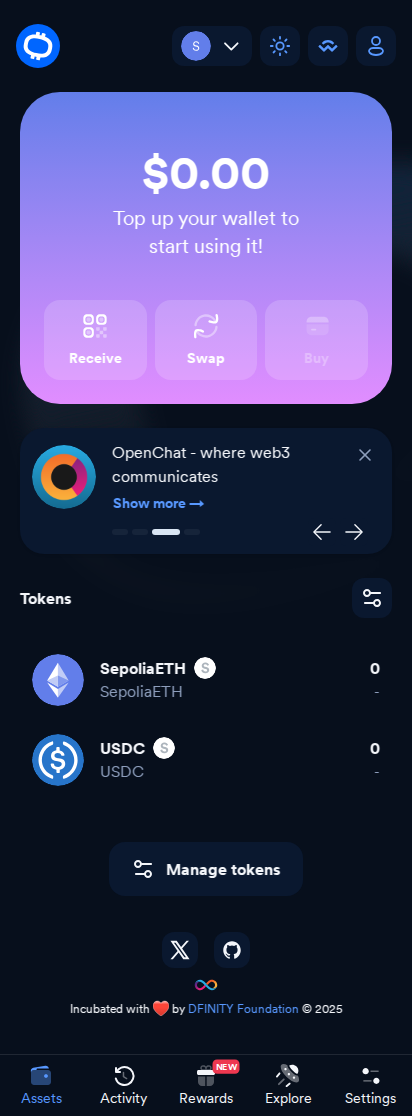 S
$0.00
Top up your wallet to
start using it!
Receive
Swap
Buy
OpenChat - where web3
communicates
Show more →
Tokens
SepoliaETH S
0
SepoliaETH
-
USDC S
0
USDC
-
Manage tokens
Incubated with ❤️ by DFINITY Foundation © 2025
NEW
Assets
Activity
Rewards
Explore
Settings